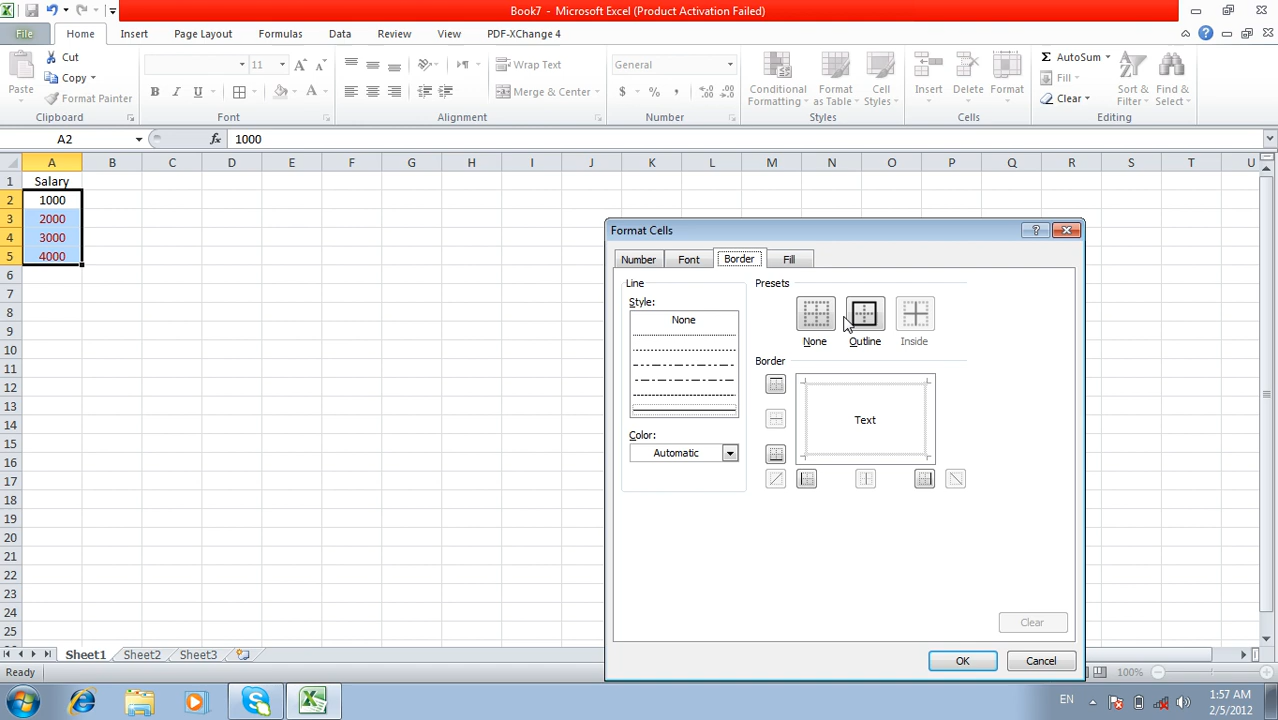 Book7 - Microsoft Excel (Product Activation Failed)
File Home Insert Page Layout Formulas Data Review View PDF-XChange 4
Paste
Cut
Copy
Format Painter
Clipboard
11
B I U
Font
Wrap Text
Merge & Center
Alignment
General
$ % ,
Number
Conditional Formatting
Format as Table
Cell Styles
Styles
Insert
Delete
Format
Cells
Σ AutoSum
Fill
Clear
Sort & Filter
Find & Select
Editing
A2 fx 1000
A B C D E F G H I J K L M N O P Q R S T U
1 Salary
2 1000
3 2000
4 3000
5 4000
6
7
8
9
10
11
12
13
14
15
16
17
18
19
20
21
22
23
24
25
Format Cells
Number Font Border Fill
Line
Style:
None
Color:
Automatic
Presets
None Outline Inside
Border
Text
Clear
OK Cancel
Sheet1 Sheet2 Sheet3
Ready
100%
EN
1:57 AM
2/5/2012